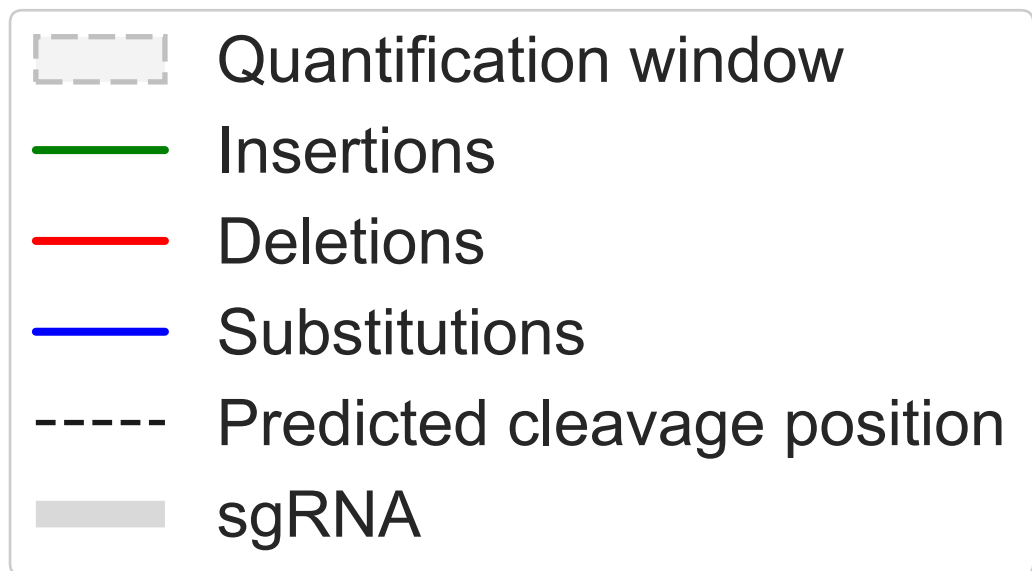 Quantification window
Insertions
Deletions
Substitutions
Predicted cleavage position
sgRNA